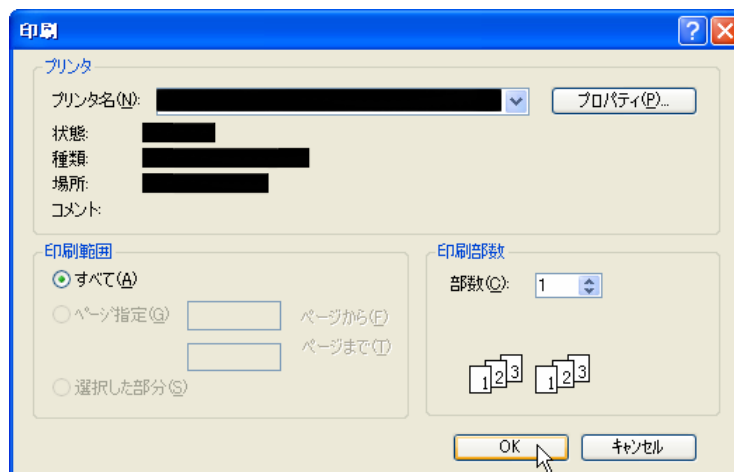 印刷
プリンタ
プリンタ名(N):
プロパティ(P)...
状態:
種類:
場所:
コメント:
印刷範囲
すべて(A)
ページ指定(G)
ページから(F)
ページまで(T)
選択した部分(S)
印刷部数
部数(C): 1
1 2 3 1 2 3
OK キャンセル